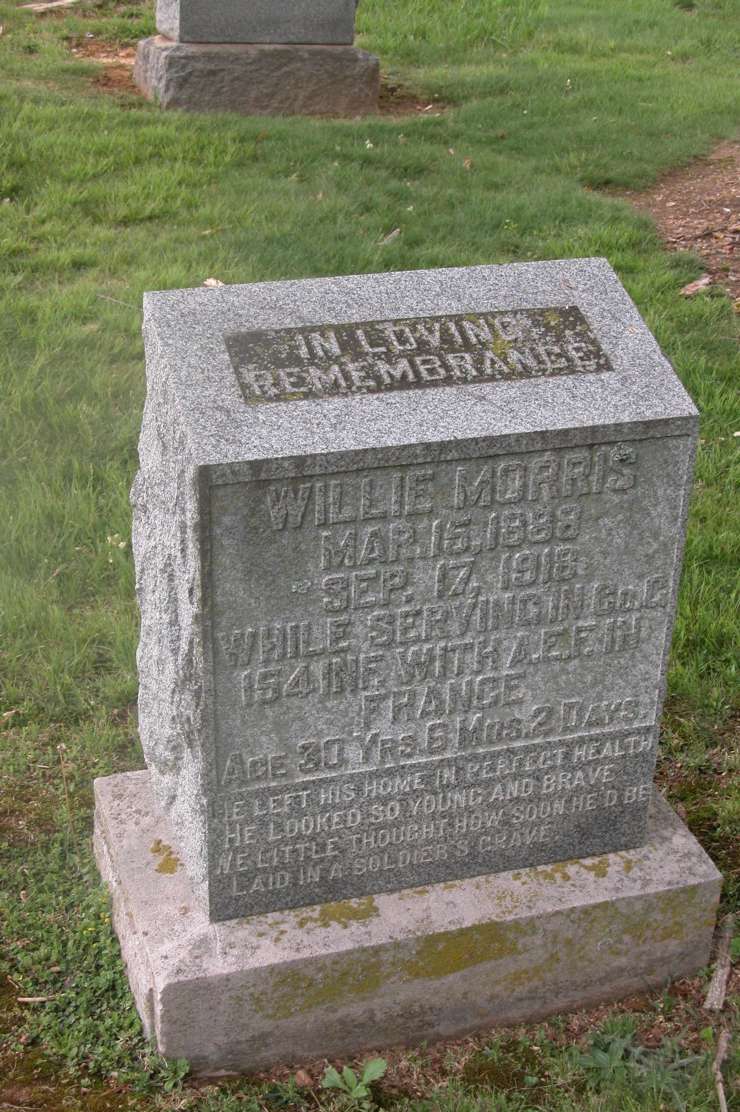 IN LOVING
REMEMBRANCE.
WILLIE MORRIS
MAR. 15, 1888
SEP. 17, 1918
WHILE SERVING IN CO. G
154 INF. WITH A.E.F. IN
FRANCE
AGE 30 YRS. 6 MOS. 2 DAYS.
HE LEFT HIS HOME IN PERFECT HEALTH
HE LOOKED SO YOUNG AND BRAVE
WE LITTLE THOUGHT HOW SOON HE'D BE
LAID IN A SOLDIER'S GRAVE.